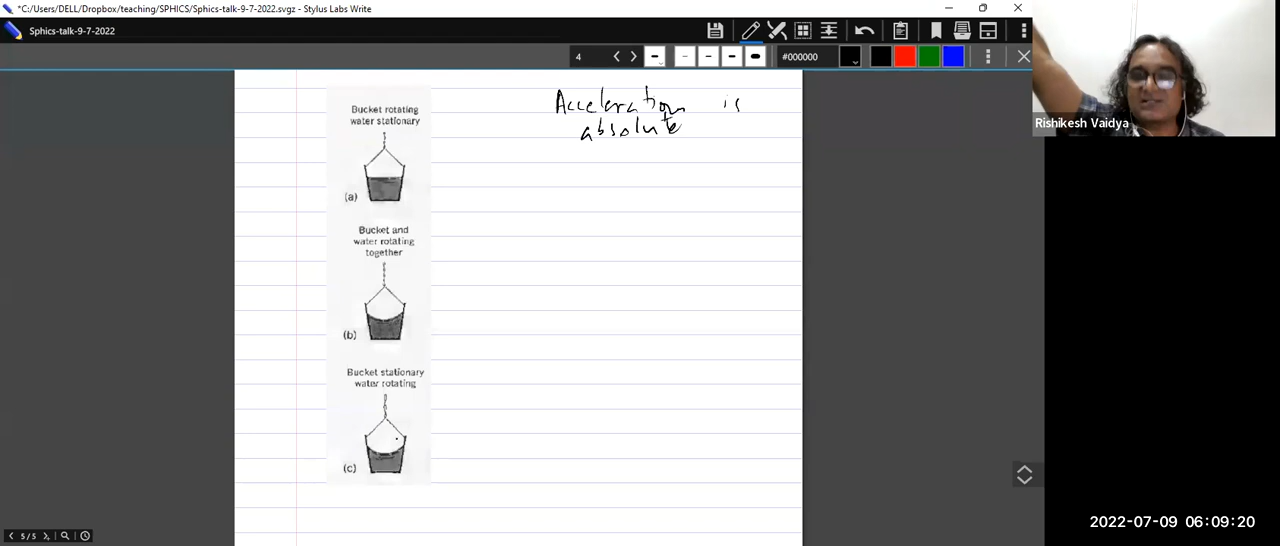 *C:/Users/DELL/Dropbox/teaching/SPHICS/Sphics-talk-9-7-2022.svgz - Stylus Labs Write
Sphics-talk-9-7-2022
4
#000000
Rishikesh Vaidya
Bucket rotating
water stationary
(a)
Bucket and
water rotating
together
(b)
Bucket stationary
water rotating
(c)
Acceleration is
absolute
5/5
2022-07-09 06:09:20